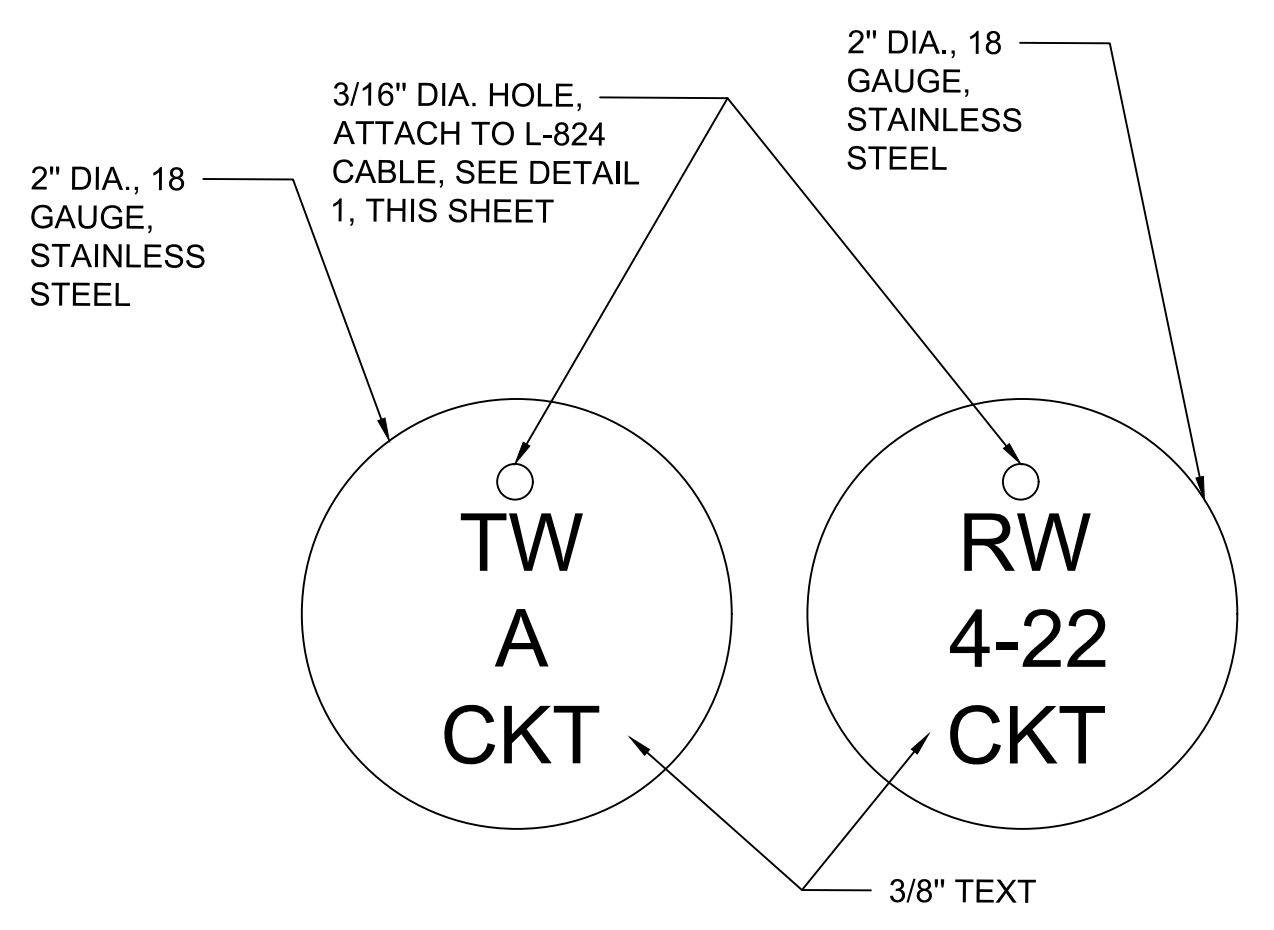 2" DIA., 18
GAUGE,
STAINLESS
STEEL
3/16" DIA. HOLE,
ATTACH TO L-824
CABLE, SEE DETAIL
1, THIS SHEET
2" DIA., 18
GAUGE,
STAINLESS
STEEL
TW
A
CKT
RW
4-22
CKT
3/8" TEXT